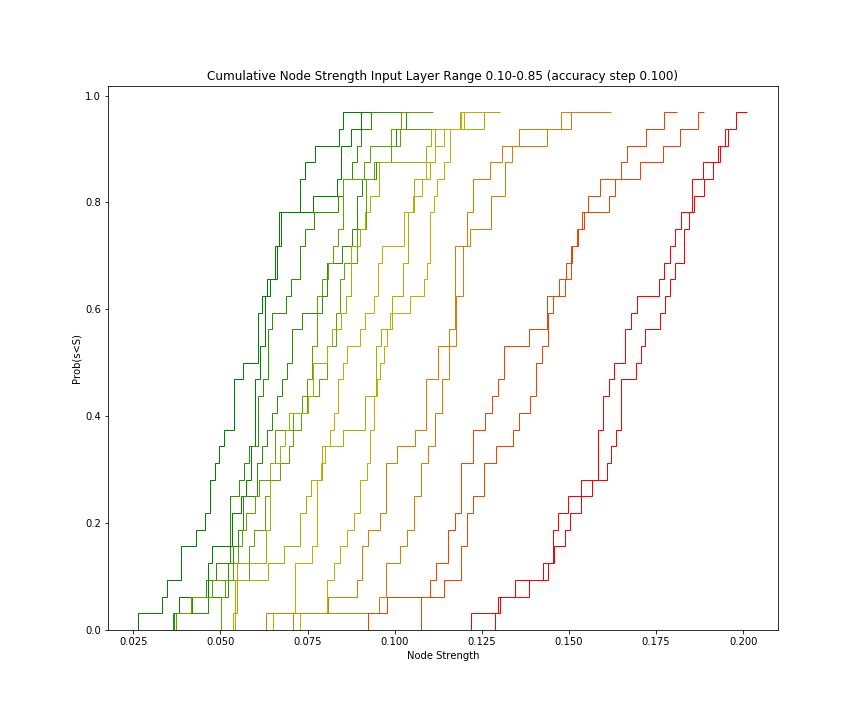 Cumulative Node Strength Input Layer Range 0.10-0.85 (accuracy step 0.100)
1.0
0.8
0.6
0.4
0.2
0.0
Prob(s<S)
0.025 0.050 0.075 0.100 0.125 0.150 0.175 0.200
Node Strength